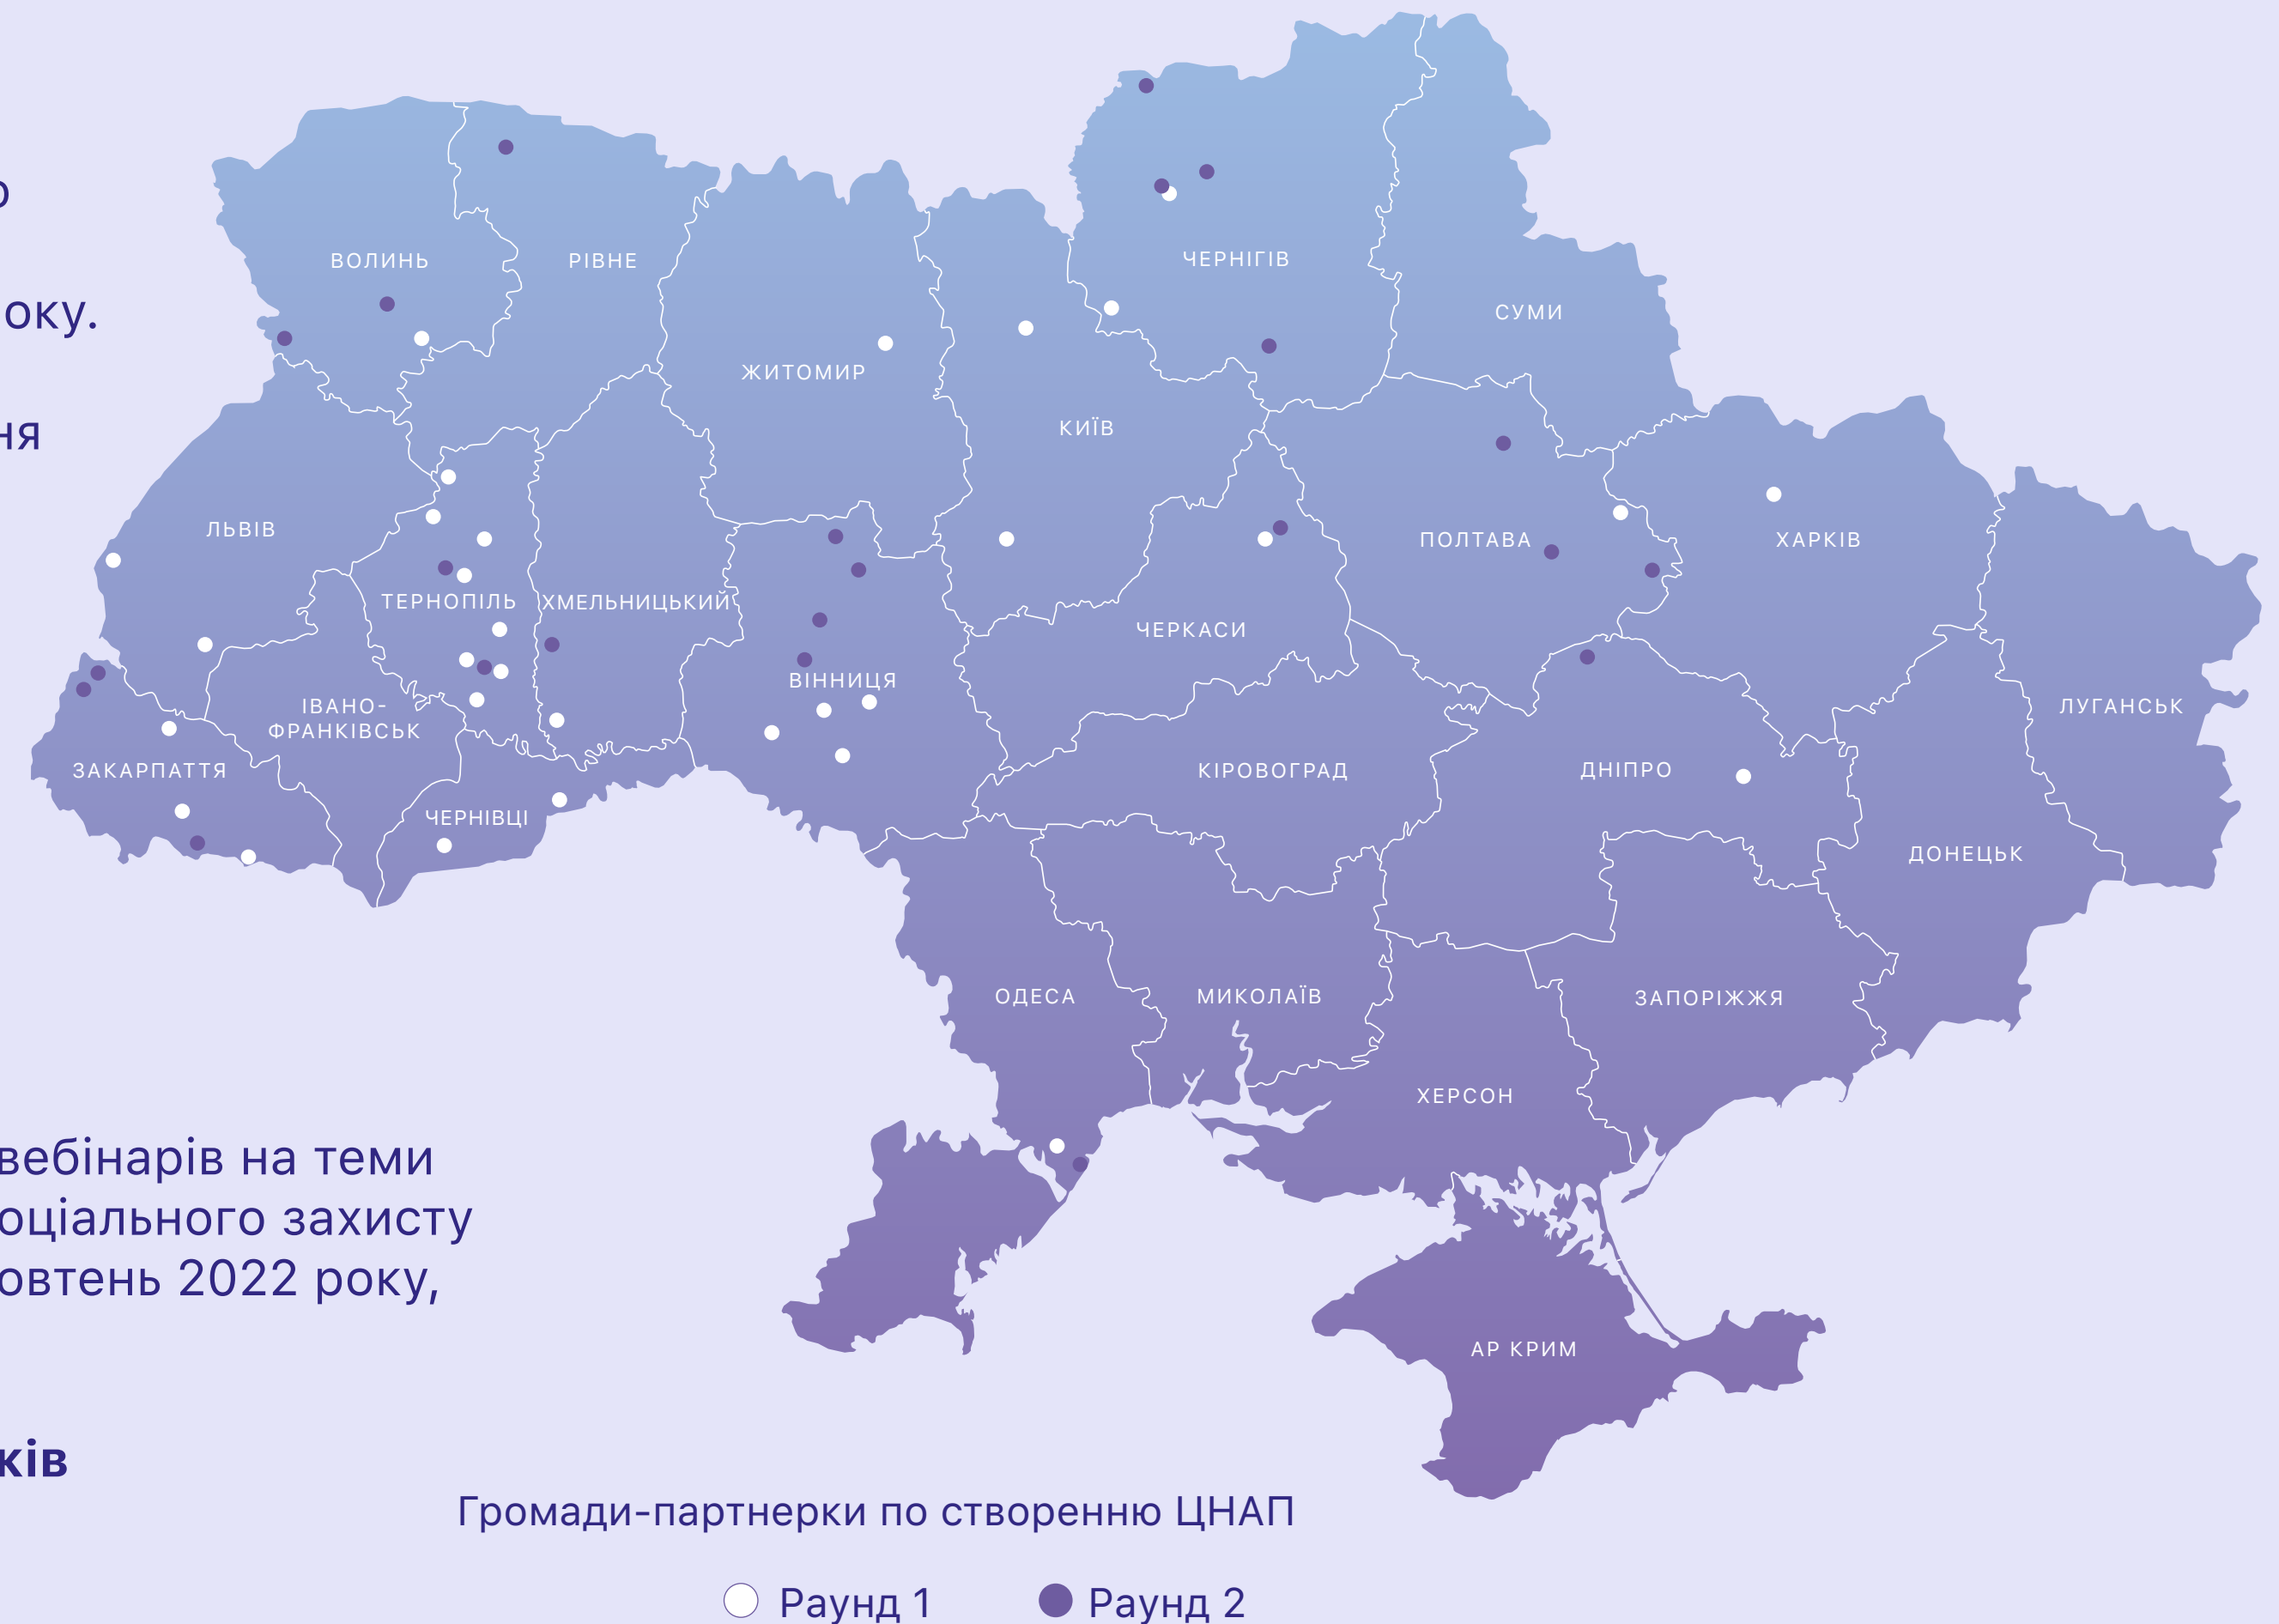 оку.
ня
ВОЛИНЬ
РІВНЕ
ЧЕРНІГІВ
СУМИ
ЖИТОМИР
КИЇВ
ЛЬВІВ
ТЕРНОПІЛЬ
ХМЕЛЬНИЦЬКИЙ
ВІННИЦЯ
ЧЕРКАСИ
ПОЛТАВА
ХАРКІВ
ЛУГАНСЬК
ІВАНО-
ФРАНКІВСЬК
ЗАКАРПАТТЯ
ЧЕРНІВЦІ
КІРОВОГРАД
ДНІПРО
ДОНЕЦЬК
ОДЕСА
МИКОЛАЇВ
ЗАПОРІЖЖЯ
ХЕРСОН
АР КРИМ
вебінарів на теми
оціального захисту
овтень 2022 року,
ків
Громади-партнерки по створенню ЦНАП
Раунд 1
Раунд 2